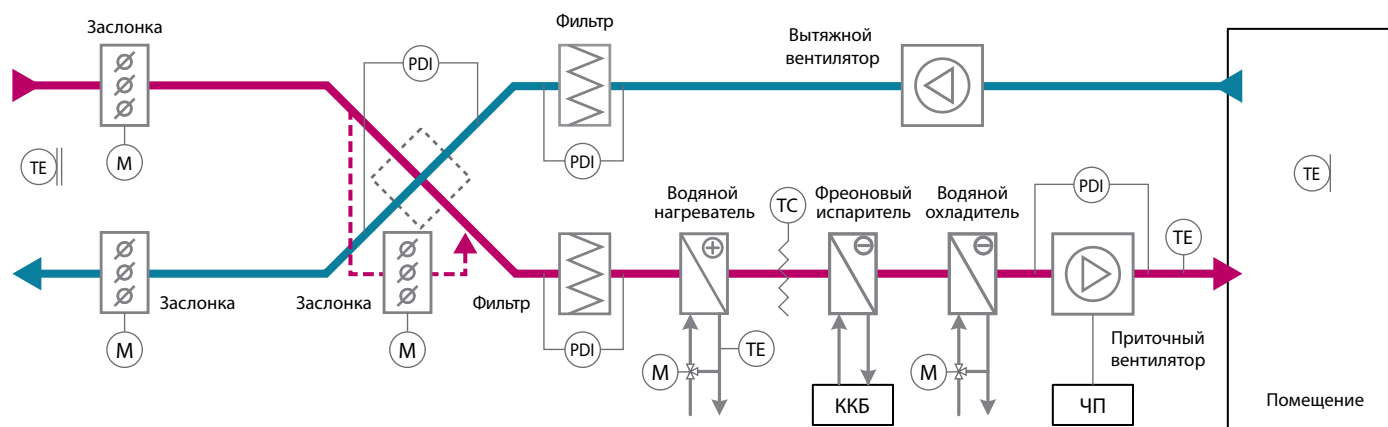 Заслонка
Фильтр
Вытяжной
вентилятор
PDI
M
TE
PDI
TE
Водяной
нагреватель
TC
Фреоновый
испаритель
Водяной
охладитель
PDI
TE
Заслонка
Заслонка
Фильтр
M
M
PDI
TE
M
M
Приточный
вентилятор
ККБ
ЧП
Помещение